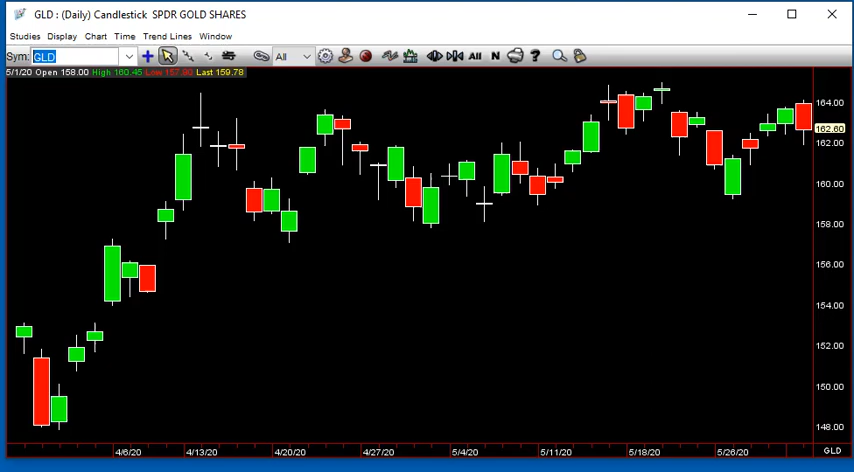 GLD : (Daily) Candlestick SPDR GOLD SHARES
Studies Display Chart Time Trend Lines Window
Sym: GLD All All N ?
5/1/20 Open 158.00 High 160.45 Low 157.80 Last 159.78
164.00
162.60
162.00
160.00
158.00
156.00
154.00
152.00
150.00
148.00
4/6/20 4/13/20 4/20/20 4/27/20 5/4/20 5/11/20 5/18/20 5/26/20 GLD